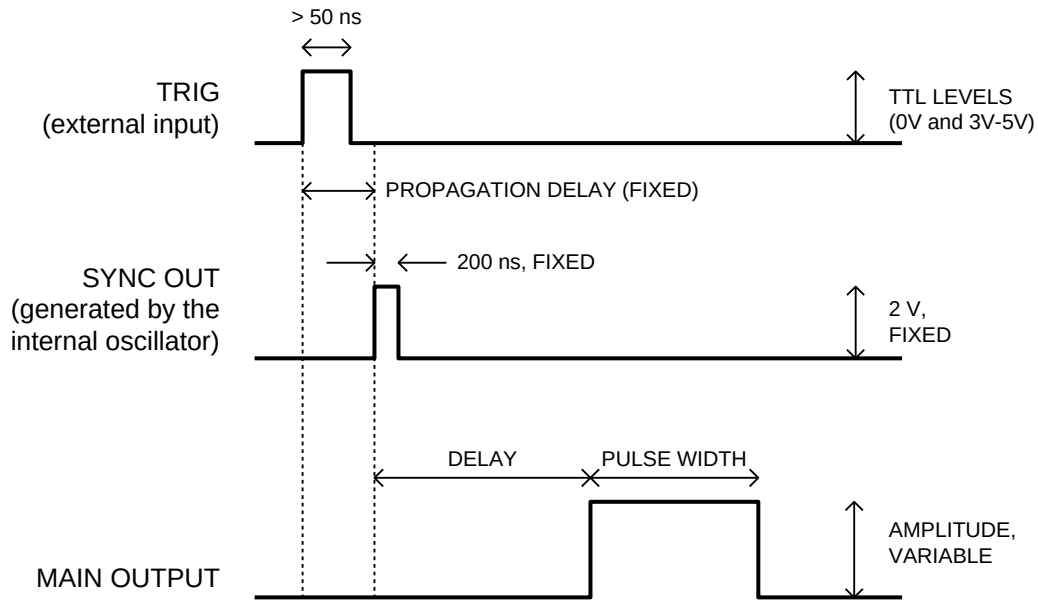 > 50 ns
TRIG
(external input)
TTL LEVELS
(0V and 3V-5V)
PROPAGATION DELAY (FIXED)
200 ns, FIXED
SYNC OUT
(generated by the
internal oscillator)
2 V,
FIXED
DELAY
PULSE WIDTH
AMPLITUDE,
VARIABLE
MAIN OUTPUT